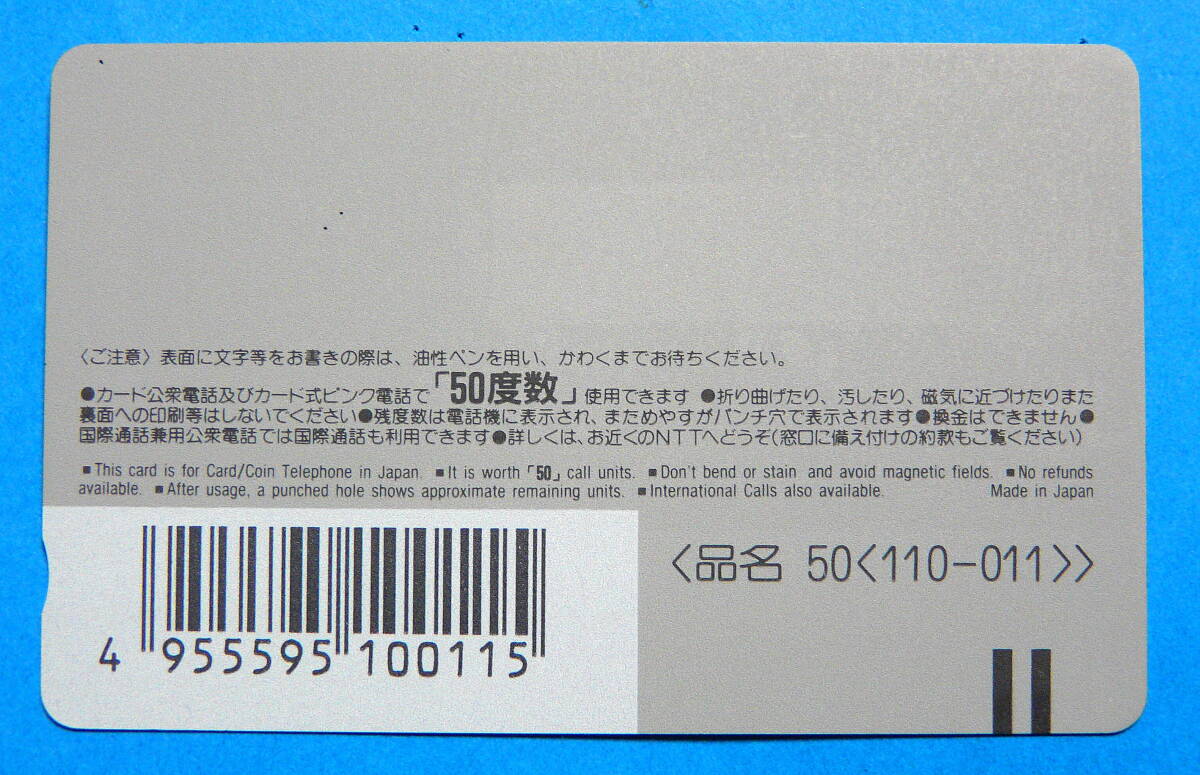 〈ご注意〉表面に文字等をお書きの際は、油性ペンを用い、かわくまでお待ちください。
●カード公衆電話及びカード式ピンク電話で「50度数」使用できます ●折り曲げたり、汚したり、磁気に近づけたりまた
裏面への印刷等はしないでください●残度数は電話機に表示され、まためやすがパンチ穴で表示されます●換金はできません●
国際通話兼用公衆電話では国際通話も利用できます●詳しくは、お近くのNTTへどうぞ(窓口に備え付けの約款もご覧ください)
■This card is for Card/Coin Telephone in Japan. ■It is worth「50」call units. ■Don't bend or stain and avoid magnetic fields. ■No refunds
available. ■After usage, a punched hole shows approximate remaining units. ■International Calls also available. Made in Japan
<品名 50<110-011>>
4 955595 100115